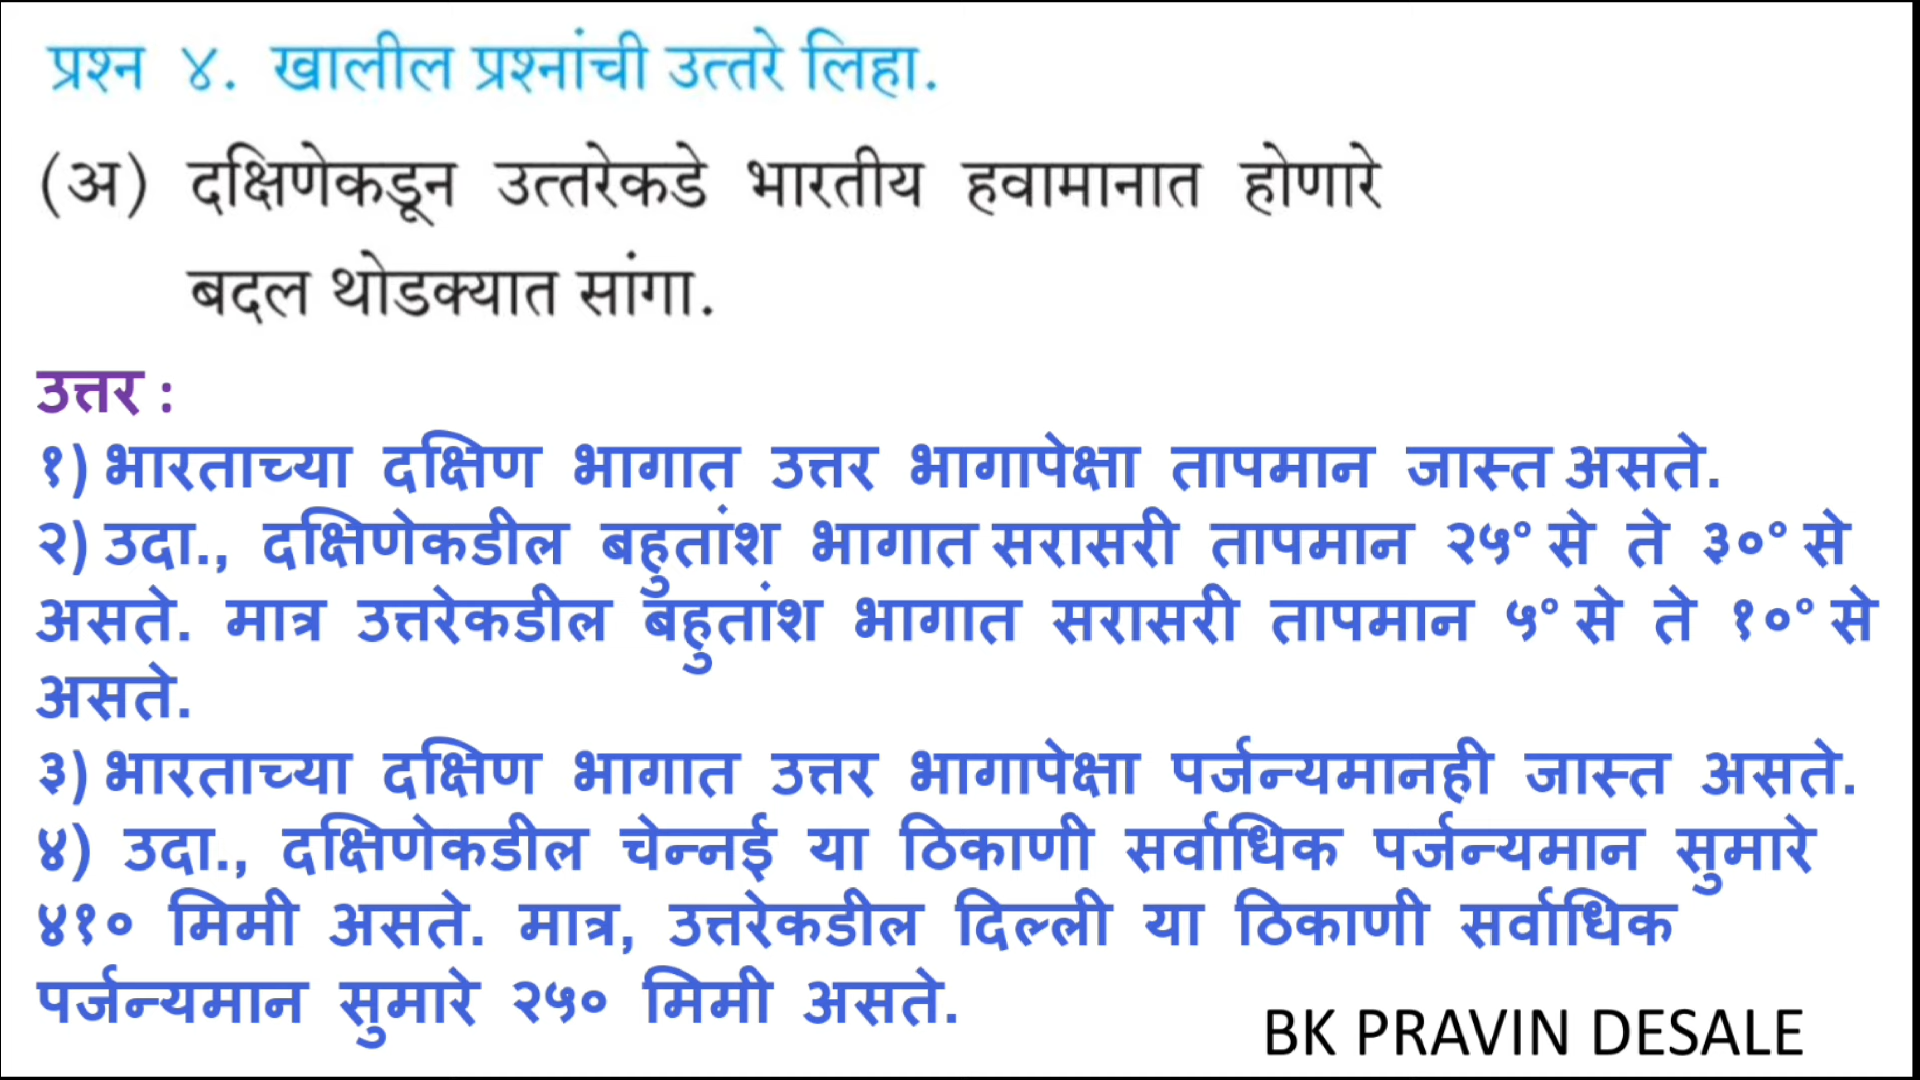 प्रश्न ४. खालील प्रश्नांची उत्तरे लिहा.
(अ) दक्षिणेकडून उत्तरेकडे भारतीय हवामानात होणारे
बदल थोडक्यात सांगा.
उत्तर :
१) भारताच्या दक्षिण भागात उत्तर भागापेक्षा तापमान जास्त असते.
२) उदा., दक्षिणेकडील बहुतांश भागात सरासरी तापमान २५° से ते ३०° से
असते. मात्र उत्तरेकडील बहुतांश भागात सरासरी तापमान ५° से ते १०° से
असते.
३) भारताच्या दक्षिण भागात उत्तर भागापेक्षा पर्जन्यमानही जास्त असते.
४) उदा., दक्षिणेकडील चेन्नई या ठिकाणी सर्वाधिक पर्जन्यमान सुमारे
४१० मिमी असते. मात्र, उत्तरेकडील दिल्ली या ठिकाणी सर्वाधिक
पर्जन्यमान सुमारे २५० मिमी असते.
BK PRAVIN DESALE